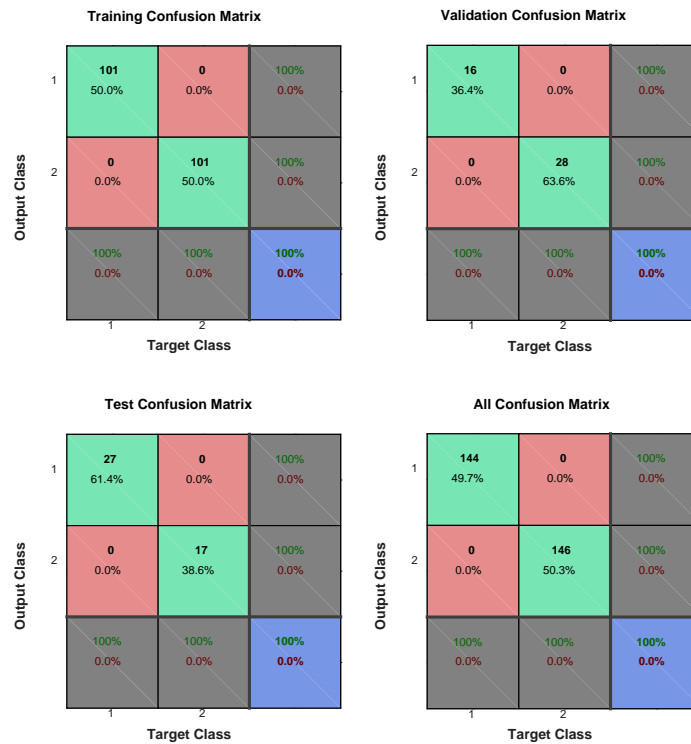 Training Confusion Matrix
101 0 100%
1
50.0% 0.0% 0.0%
0 101 100%
2
0.0% 50.0% 0.0%
100% 100% 100%
0.0% 0.0% 0.0%
1 2
Target Class
Output Class
Validation Confusion Matrix
16 0 100%
1
36.4% 0.0% 0.0%
0 28 100%
2
0.0% 63.6% 0.0%
100% 100% 100%
0.0% 0.0% 0.0%
1 2
Target Class
Output Class
Test Confusion Matrix
27 0 100%
1
61.4% 0.0% 0.0%
0 17 100%
2
0.0% 38.6% 0.0%
100% 100% 100%
0.0% 0.0% 0.0%
1 2
Target Class
Output Class
All Confusion Matrix
144 0 100%
1
49.7% 0.0% 0.0%
0 146 100%
2
0.0% 50.3% 0.0%
100% 100% 100%
0.0% 0.0% 0.0%
1 2
Target Class
Output Class